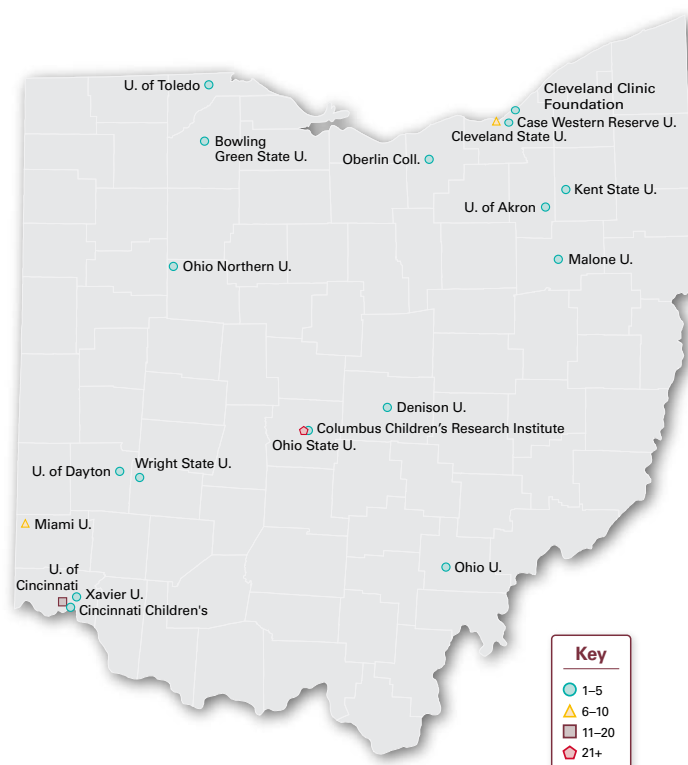 U. of Toledo
Cleveland Clinic
Foundation
Case Western Reserve U.
Cleveland State U.
Bowling
Green State U.
Oberlin Coll.
Kent State U.
U. of Akron
Malone U.
Ohio Northern U.
Denison U.
Columbus Children's Research Institute
Ohio State U.
Wright State U.
U. of Dayton
Miami U.
U. of
Cincinnati
Ohio U.
Xavier U.
Cincinnati Children's
Key
1–5
6–10
11–20
21+